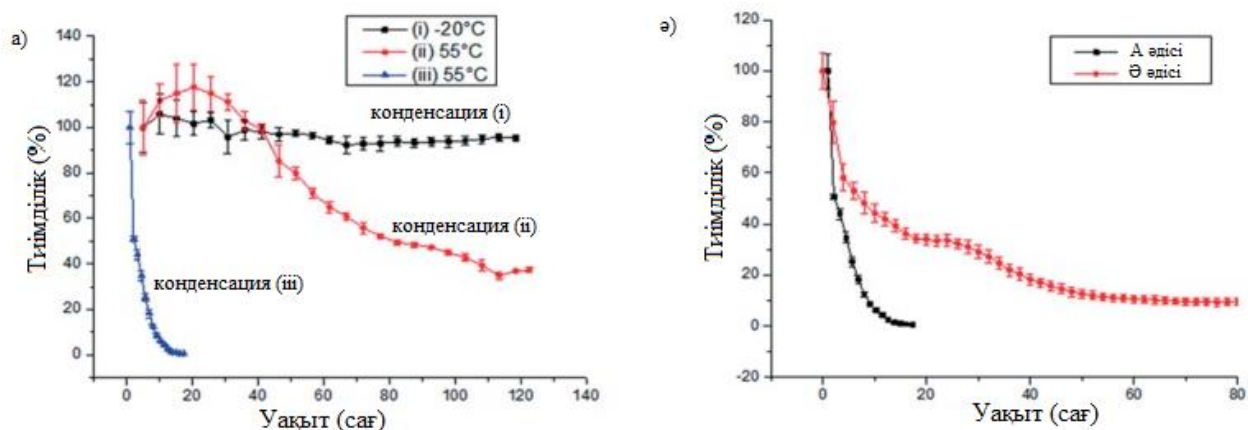 а)
140
120
100
80
60
40
20
0
Тиімділік (%)
(i) -20°C
(ii) 55°C
(iii) 55°C
конденсация (i)
конденсация (ii)
конденсация (iii)
0 20 40 60 80 100 120 140
Уақыт (сағ)
ә)
120
100
80
60
40
20
0
-20
Тиімділік (%)
А әдісі
Ә әдісі
0 20 40 60 80
Уақыт (сағ)